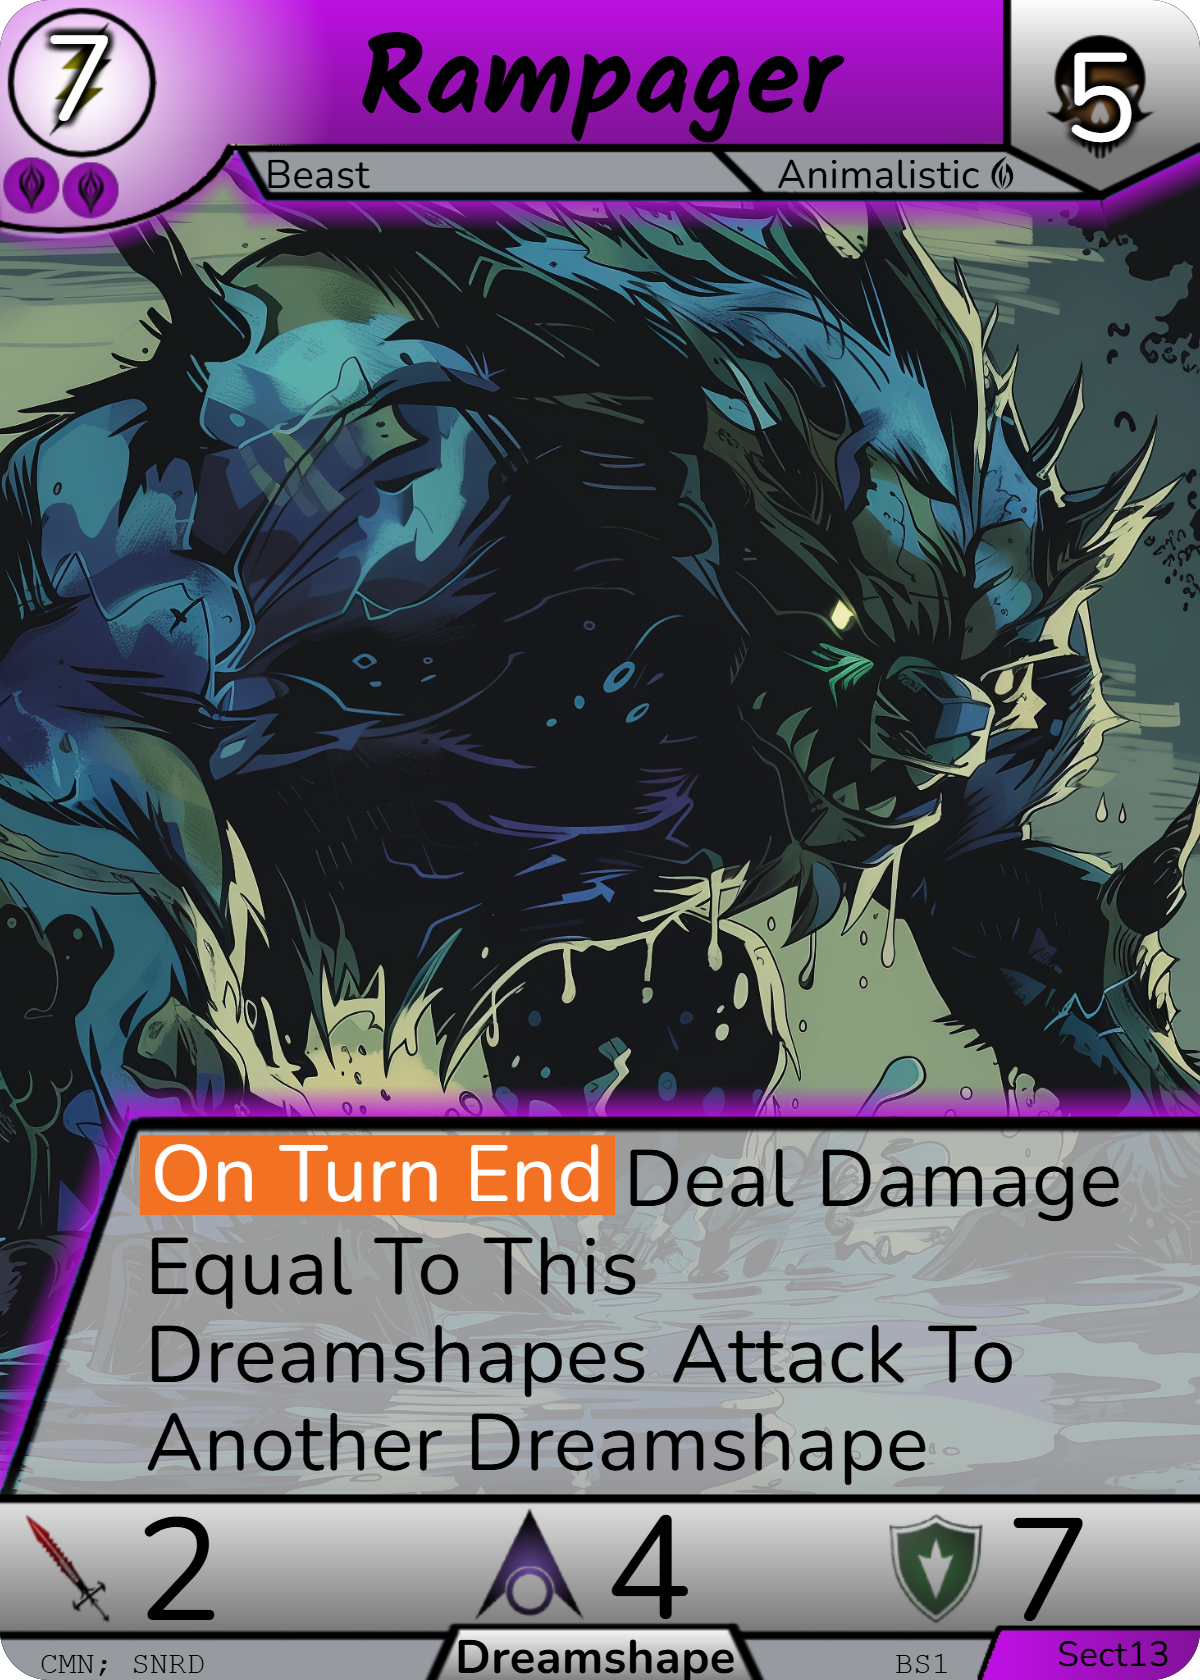 7
Rampager
5
Beast
Animalistic
On Turn End Deal Damage
Equal To This
Dreamshapes Attack To
Another Dreamshape
2
4
7
CMN; SNRD
Dreamshape
BS1
Sect13